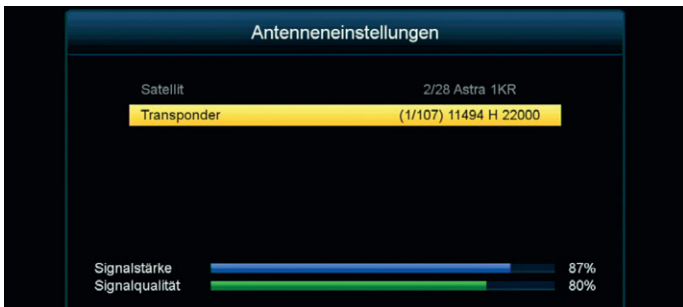 Antenneneinstellungen
Satellit 2/28 Astra 1KR
Transponder (1/107) 11494 H 22000
Signalstärke 87%
Signalqualität 80%